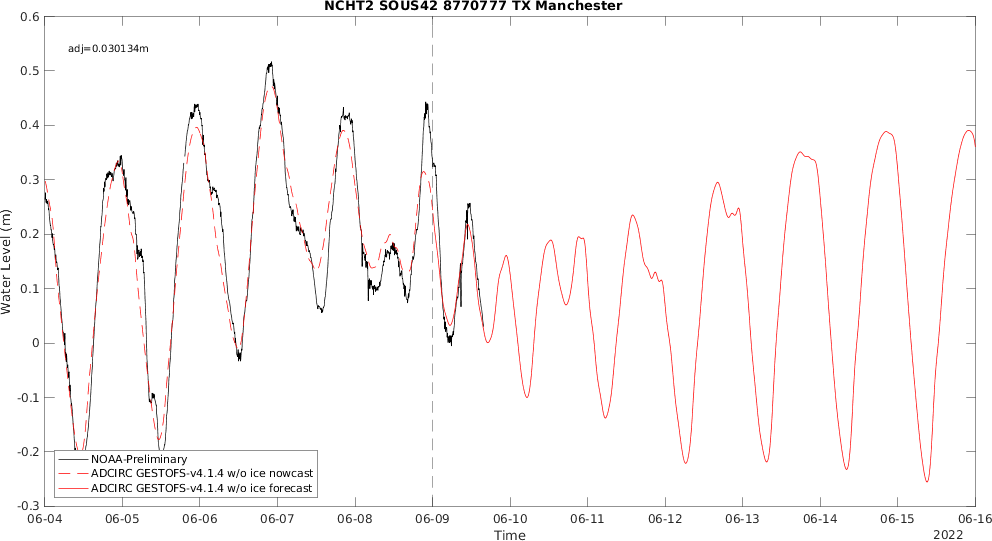 NCHT2 SOUS42 8770777 TX Manchester
adj=0.030134m
0.6
0.5
0.4
0.3
0.2
0.1
0
-0.1
-0.2
-0.3
Water Level (m)
NOAA-Preliminary
ADCIRC GESTOFS-v4.1.4 w/o ice nowcast
ADCIRC GESTOFS-v4.1.4 w/o ice forecast
06-04 06-05 06-06 06-07 06-08 06-09 06-10 06-11 06-12 06-13 06-14 06-15 06-16
Time
2022